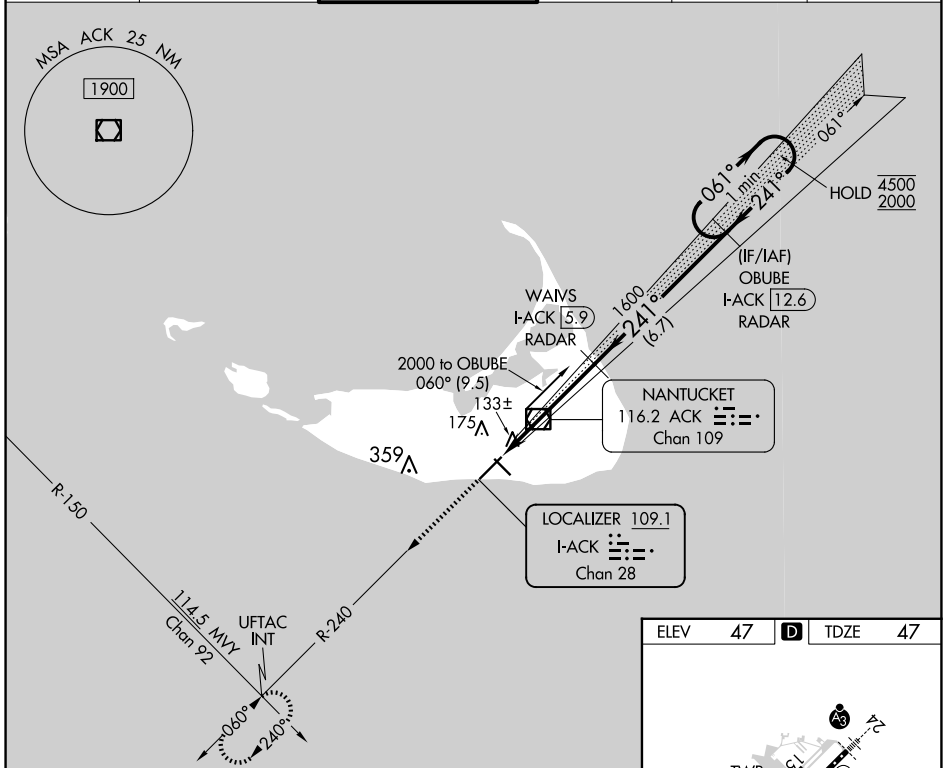 MSA ACK 25 NM
1900
061°
1 min
241°
061°
HOLD 4500
2000
(IF/IAF)
OBUBE
I-ACK 12.6
RADAR
1600
241°
(6.7)
WAIVS
I-ACK 5.9
RADAR
2000 to OBUBE
060° (9.5)
133±
175
359
NANTUCKET
116.2 ACK
Chan 109
LOCALIZER 109.1
I-ACK
Chan 28
R-150
114.5 MVY
Chan 92
UFTAC
INT
R-240
060°
240°
ELEV 47 D TDZE 47
A3
24
15